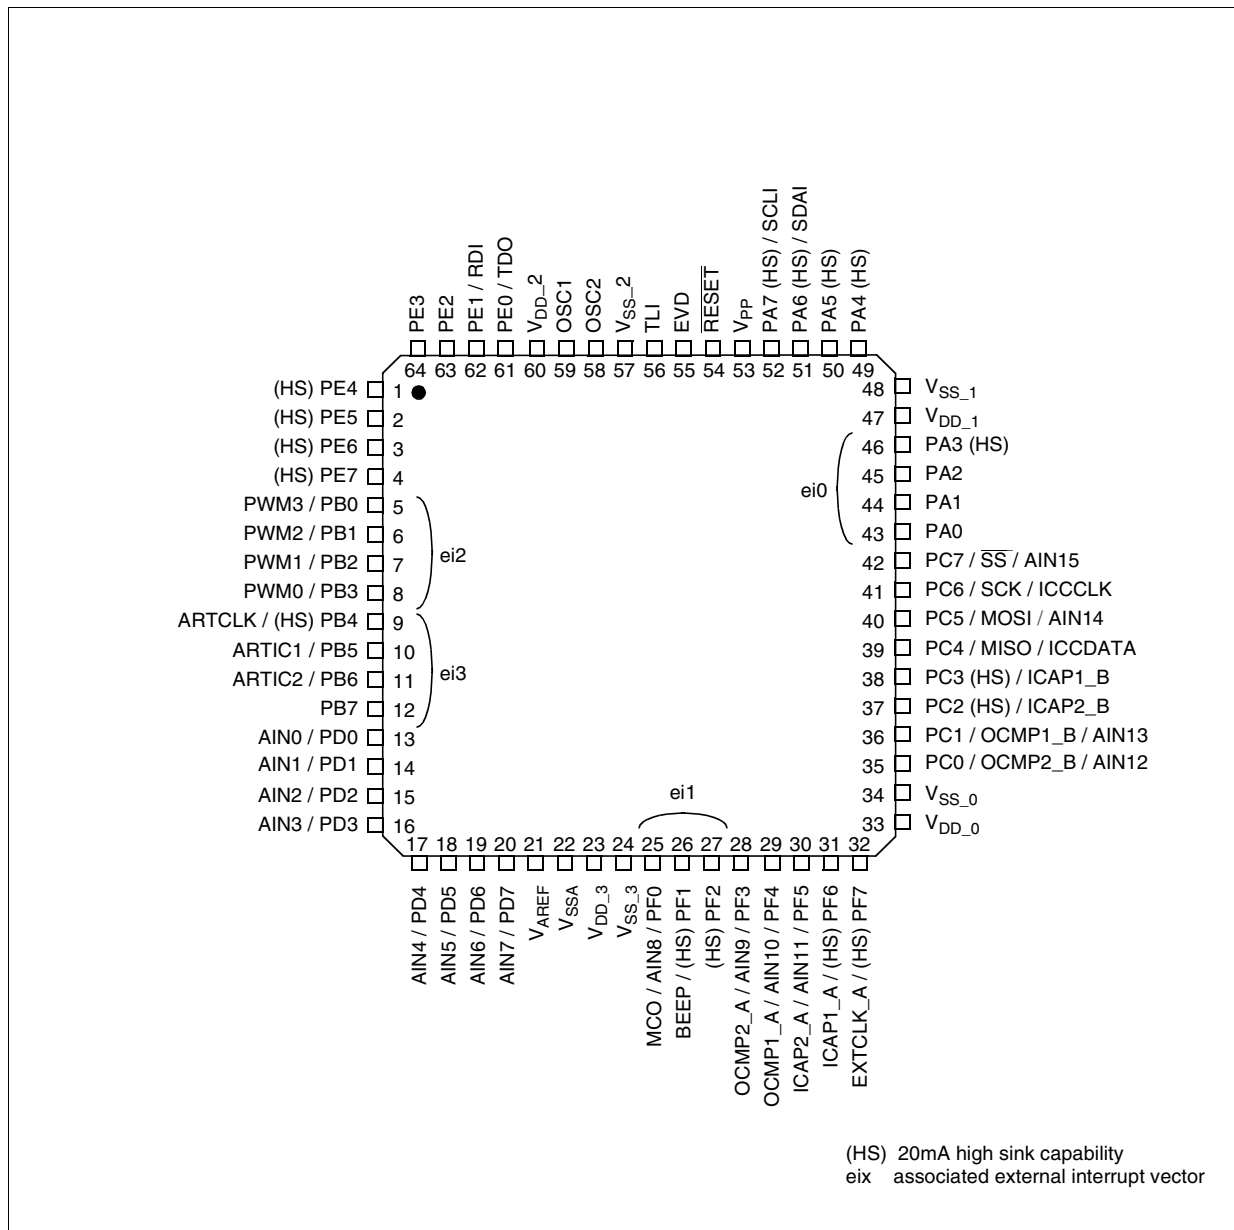 PE3
PE2
PE1 / RDI
PE0 / TDO
VDD_2
OSC1
OSC2
VSS_2
TLI
EVD
RESET
VPP
PA7 (HS) / SCLI
PA6 (HS) / SDAI
PA5 (HS)
PA4 (HS)
64 63 62 61 60 59 58 57 56 55 54 53 52 51 50 49
(HS) PE4 1
(HS) PE5 2
(HS) PE6 3
(HS) PE7 4
PWM3 / PB0 5
PWM2 / PB1 6
PWM1 / PB2 7
PWM0 / PB3 8
ei2
ARTCLK / (HS) PB4 9
ARTIC1 / PB5 10
ARTIC2 / PB6 11
PB7 12
ei3
AIN0 / PD0 13
AIN1 / PD1 14
AIN2 / PD2 15
AIN3 / PD3 16
48 VSS_1
47 VDD_1
46 PA3 (HS)
45 PA2
44 PA1
43 PA0
ei0
42 PC7 / SS / AIN15
41 PC6 / SCK / ICCCLK
40 PC5 / MOSI / AIN14
39 PC4 / MISO / ICCDATA
38 PC3 (HS) / ICAP1_B
37 PC2 (HS) / ICAP2_B
36 PC1 / OCMP1_B / AIN13
35 PC0 / OCMP2_B / AIN12
34 VSS_0
33 VDD_0
ei1
17 18 19 20 21 22 23 24 25 26 27 28 29 30 31 32
AIN4 / PD4
AIN5 / PD5
AIN6 / PD6
AIN7 / PD7
VAREF
VSSA
VDD_3
VSS_3
MCO / AIN8 / PF0
BEEP / (HS) PF1
(HS) PF2
OCMP2_A / AIN9 / PF3
OCMP1_A / AIN10 / PF4
ICAP2_A / AIN11 / PF5
ICAP1_A / (HS) PF6
EXTCLK_A / (HS) PF7
(HS) 20mA high sink capability
eix associated external interrupt vector